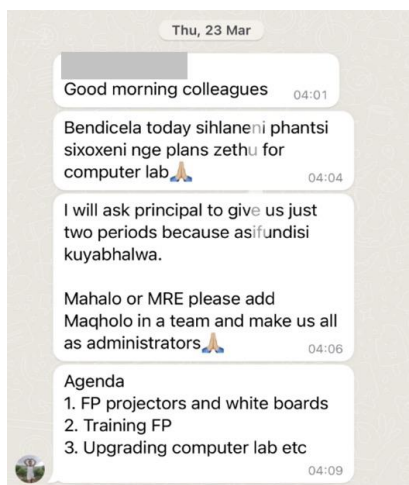 Thu, 23 Mar
Good morning colleagues
04:01
Bendicela today sihlaneni phantsi
sixoxeni nge plans zethu for
computer lab🙏🏼
04:04
I will ask principal to give us just
two periods because asifundisi
kuyabhalwa.
Mahalo or MRE please add
Maqholo in a team and make us all
as administrators🙏🏼
04:06
Agenda
1. FP projectors and white boards
2. Training FP
3. Upgrading computer lab etc
04:09